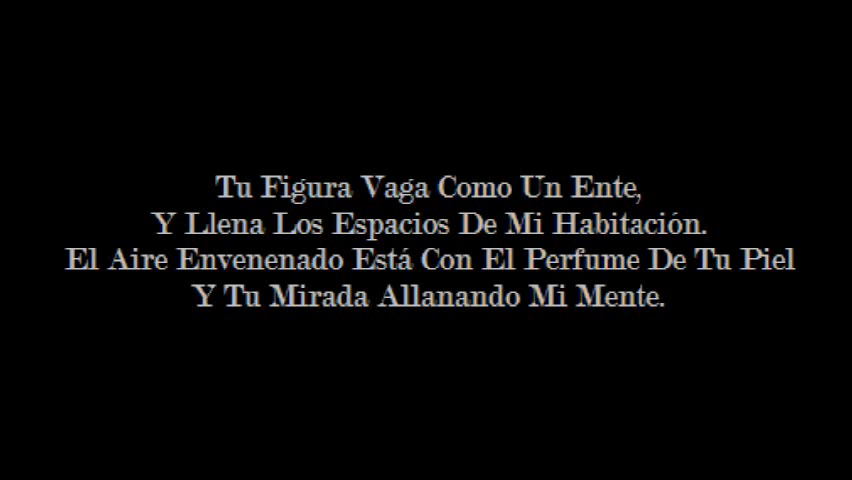 Tu Figura Vaga Como Un Ente,
Y Llena Los Espacios De Mi Habitación.
El Aire Envenenado Está Con El Perfume De Tu Piel
Y Tu Mirada Allanando Mi Mente.